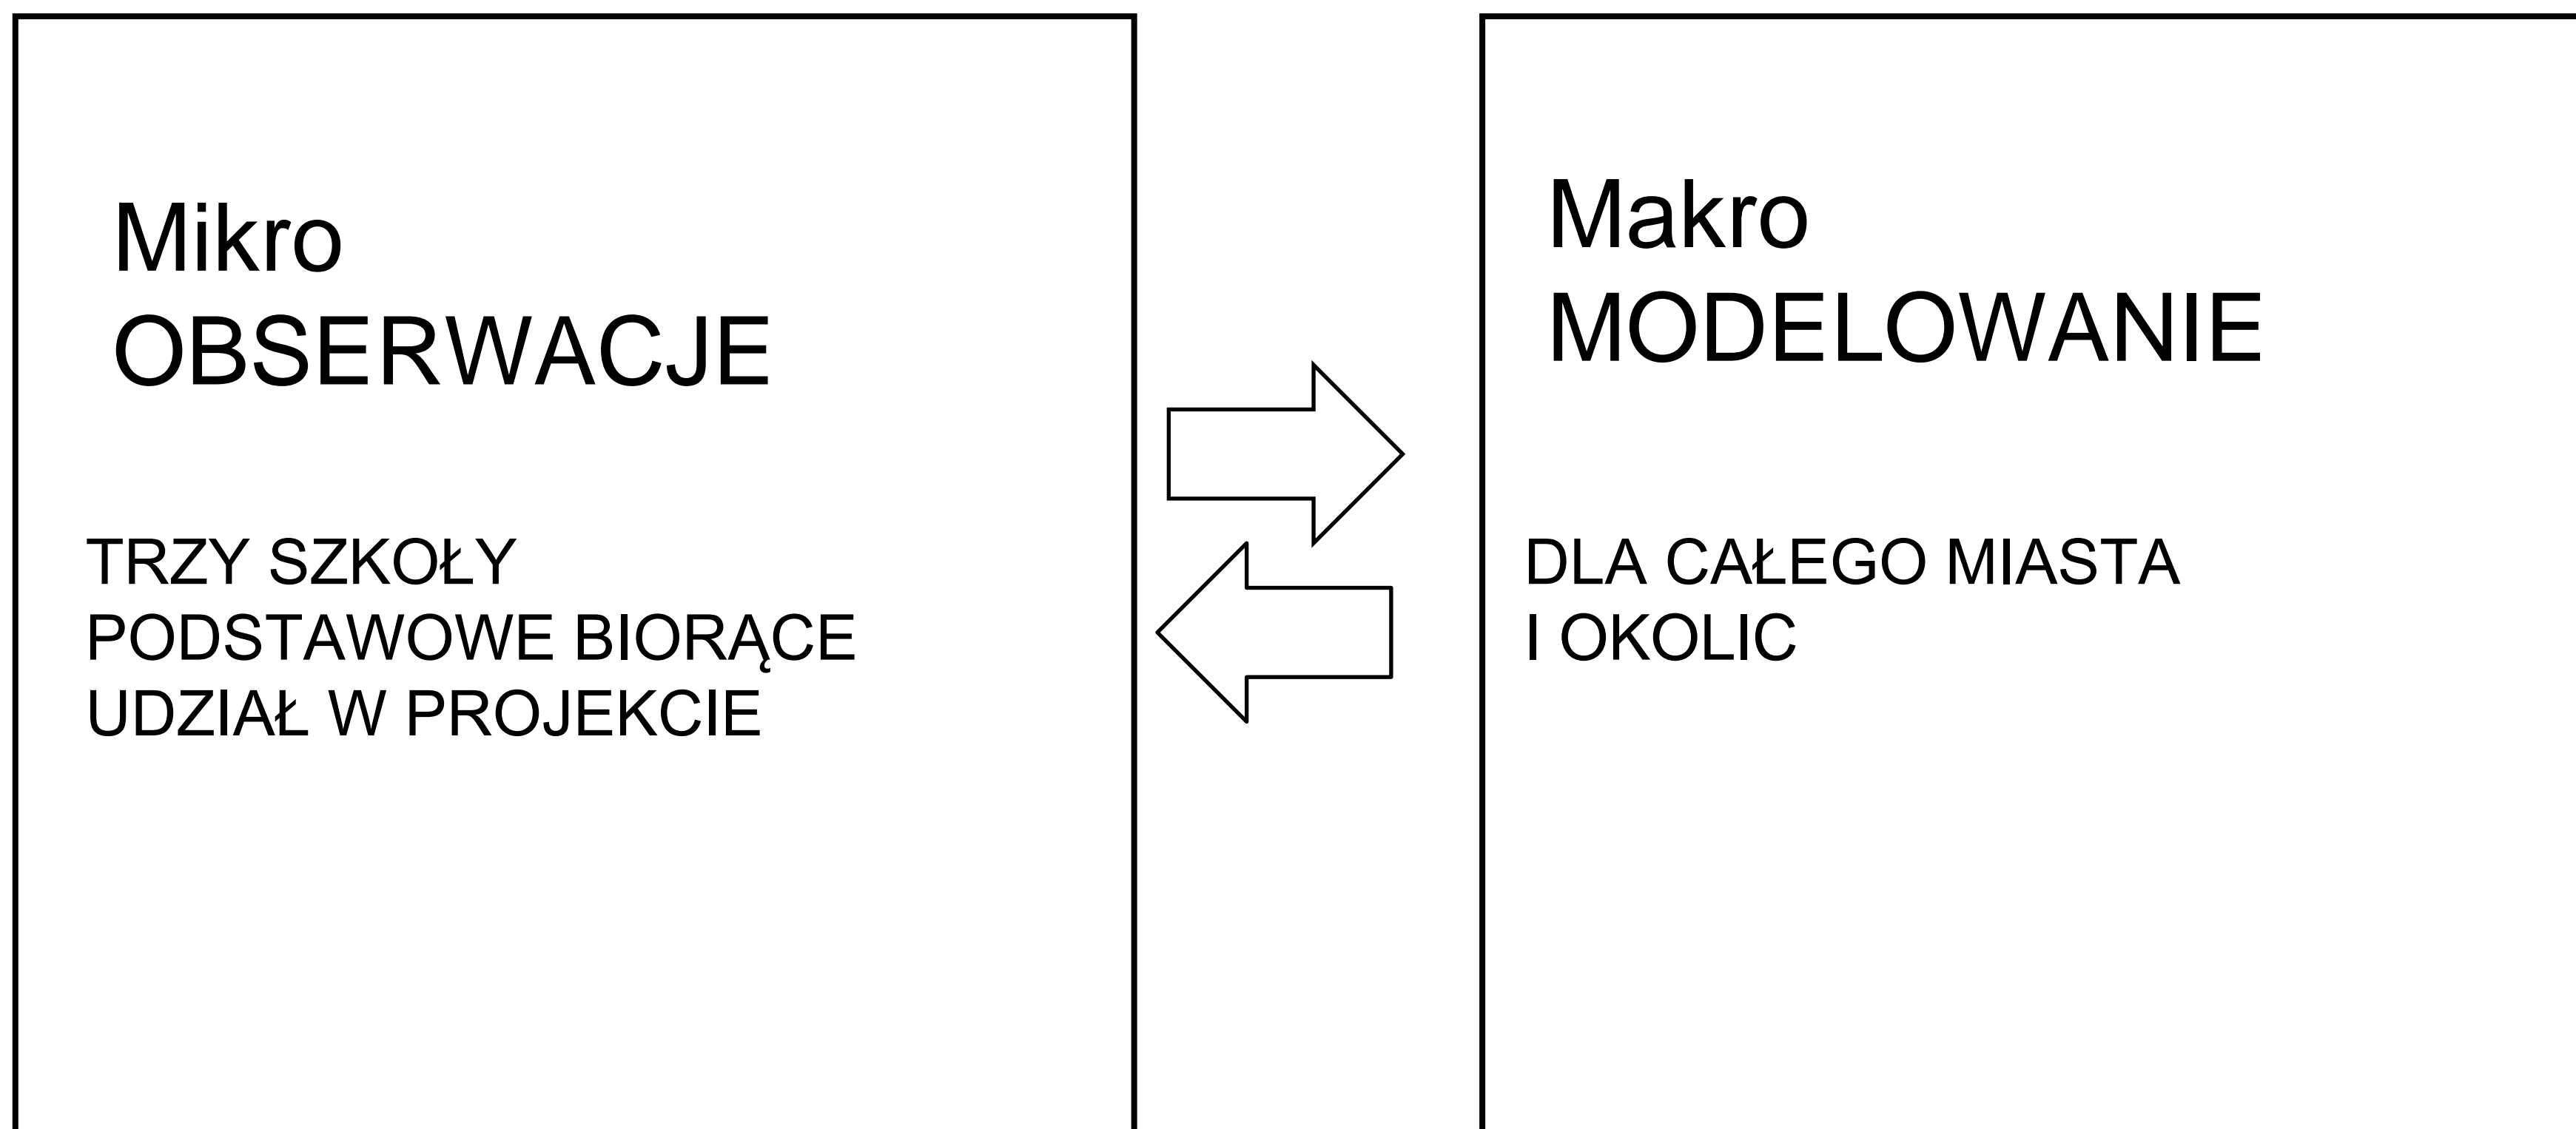 Mikro
OBSERWACJE
TRZY SZKOŁY
PODSTAWOWE BIORĄCE
UDZIAŁ W PROJEKCIE
Makro
MODELOWANIE
DLA CAŁEGO MIASTA
I OKOLIC